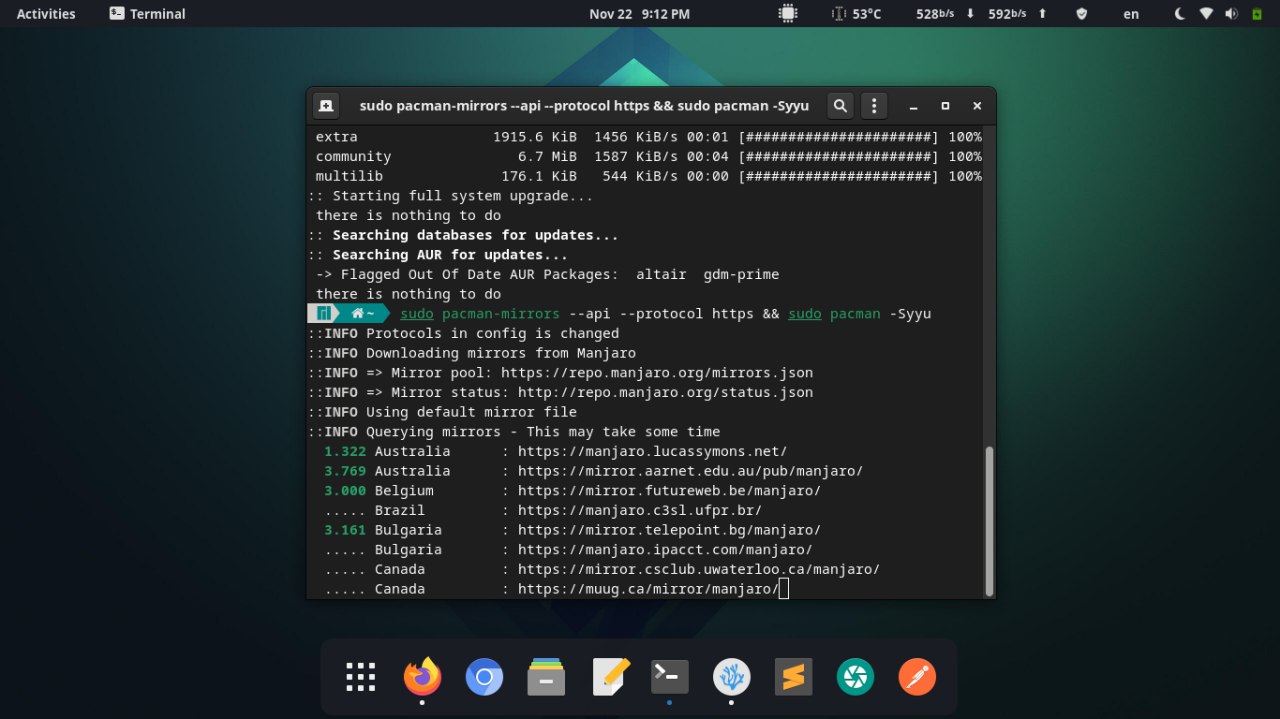 Activities Terminal Nov 22 9:12 PM 53°C 528b/s ⬇ 592b/s ⬆ en
sudo pacman-mirrors --api --protocol https && sudo pacman -Syyu
extra 1915.6 KiB 1456 KiB/s 00:01 [######################] 100%
community 6.7 MiB 1587 KiB/s 00:04 [######################] 100%
multilib 176.1 KiB 544 KiB/s 00:00 [######################] 100%
:: Starting full system upgrade...
there is nothing to do
:: Searching databases for updates...
:: Searching AUR for updates...
-> Flagged Out Of Date AUR Packages: altair gdm-prime
there is nothing to do
~ sudo pacman-mirrors --api --protocol https && sudo pacman -Syyu
::INFO Protocols in config is changed
::INFO Downloading mirrors from Manjaro
::INFO => Mirror pool: https://repo.manjaro.org/mirrors.json
::INFO => Mirror status: http://repo.manjaro.org/status.json
::INFO Using default mirror file
::INFO Querying mirrors - This may take some time
1.322 Australia : https://manjaro.lucassymons.net/
3.769 Australia : https://mirror.aarnet.edu.au/pub/manjaro/
3.000 Belgium : https://mirror.futureweb.be/manjaro/
..... Brazil : https://manjaro.c3sl.ufpr.br/
3.161 Bulgaria : https://mirror.telepoint.bg/manjaro/
..... Bulgaria : https://manjaro.ipacct.com/manjaro/
..... Canada : https://mirror.csclub.uwaterloo.ca/manjaro/
..... Canada : https://muug.ca/mirror/manjaro/